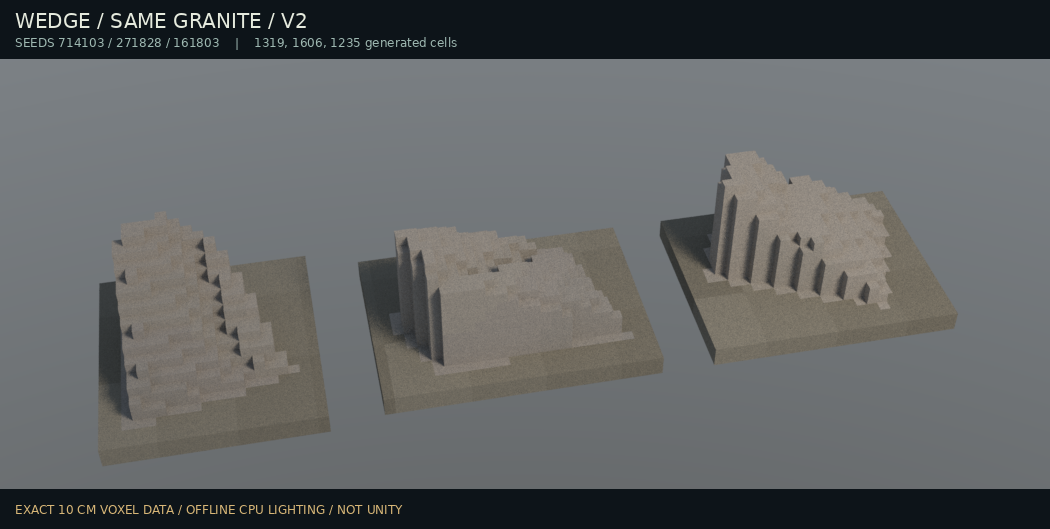 WEDGE / SAME GRANITE / V2
SEEDS 714103 / 271828 / 161803 | 1319, 1606, 1235 generated cells
EXACT 10 CM VOXEL DATA / OFFLINE CPU LIGHTING / NOT UNITY